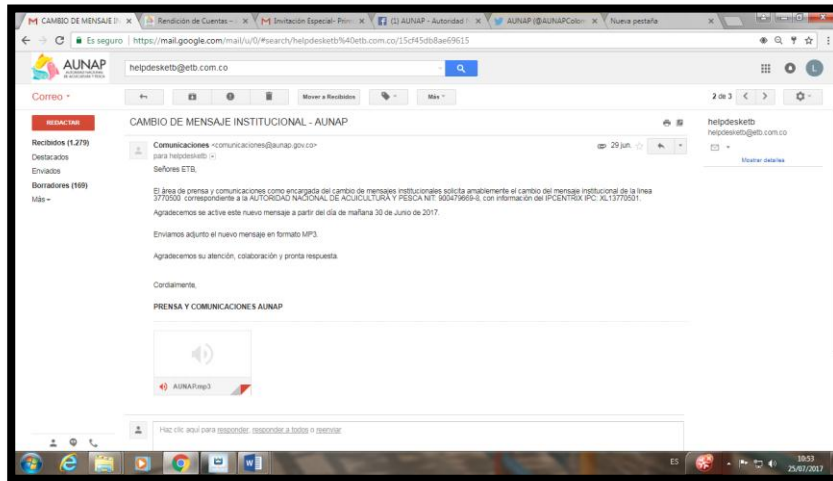 CAMBIO DE MENSAJE IN
Rendición de Cuentas – A
Invitación Especial- Prime
(1) AUNAP - Autoridad N
AUNAP (@AUNAPColom
Nueva pestaña
Es seguro | https://mail.google.com/mail/u/0/#search/helpdesketb%40etb.com.co/15cf45db8ae69615
AUNAP
AUTORIDAD NACIONAL
DE ACUICULTURA Y PESCA
helpdesketb@etb.com.co
L
Correo
Mover a Recibidos
Más
2 de 3
REDACTAR
Recibidos (1.279)
Destacados
Enviados
Borradores (169)
Más
CAMBIO DE MENSAJE INSTITUCIONAL - AUNAP
Comunicaciones <comunicaciones@aunap.gov.co>
29 jun.
para helpdesketb
Señores ETB,
El área de prensa y comunicaciones como encargada del cambio de mensajes institucionales solicita amablemente el cambio del mensaje institucional de la línea
3770500 correspondiente a la AUTORIDAD NACIONAL DE ACUICULTURA Y PESCA NIT: 900479669-8, con información del IPCENTRIX IPC: XL13770501.
Agradecemos se active este nuevo mensaje a partir del día de mañana 30 de Junio de 2017.
Enviamos adjunto el nuevo mensaje en formato MP3.
Agradecemos su atención, colaboración y pronta respuesta.
Cordialmente,
PRENSA Y COMUNICACIONES AUNAP
AUNAP.mp3
Haz clic aquí para responder, responder a todos o reenviar
helpdesketb
helpdesketb@etb.com.co
Mostrar detalles
ES
10:53
25/07/2017